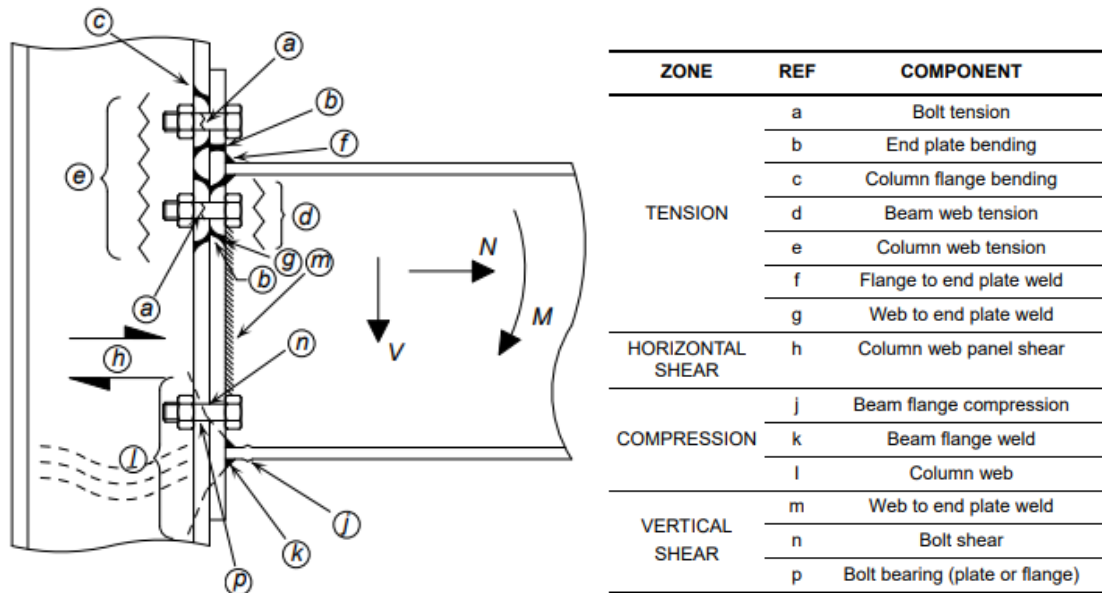 c
a
b
f
e
d
g
m
b
a
N
M
V
h
n
l
j
k
p
ZONE REF COMPONENT
a Bolt tension
b End plate bending
c Column flange bending
TENSION d Beam web tension
e Column web tension
f Flange to end plate weld
g Web to end plate weld
HORIZONTAL SHEAR h Column web panel shear
j Beam flange compression
COMPRESSION k Beam flange weld
l Column web
VERTICAL SHEAR m Web to end plate weld
n Bolt shear
p Bolt bearing (plate or flange)